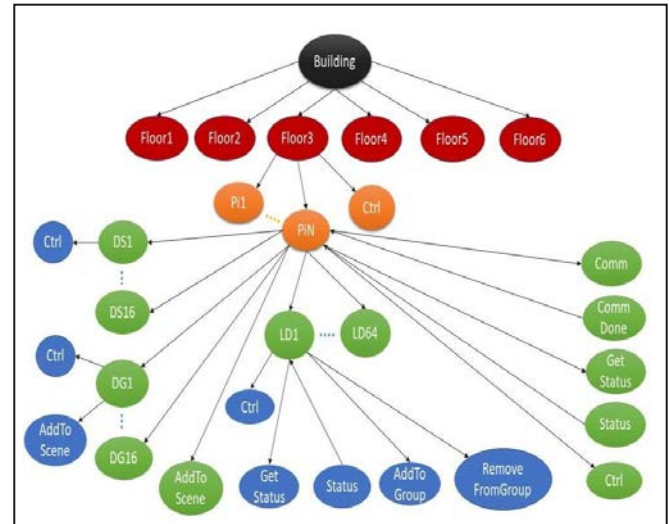 Building
Floor1 Floor2 Floor3 Floor4 Floor5 Floor6
Pi1
Ctrl
PiN
Ctrl
DS1
Comm
DS16
Comm
Done
LD1
LD64
Ctrl
Get
Status
DG1
Ctrl
AddTo
Scene
Status
DG16
AddTo
Scene
Get
Status
Status
AddTo
Group
Remove
FromGroup
Ctrl